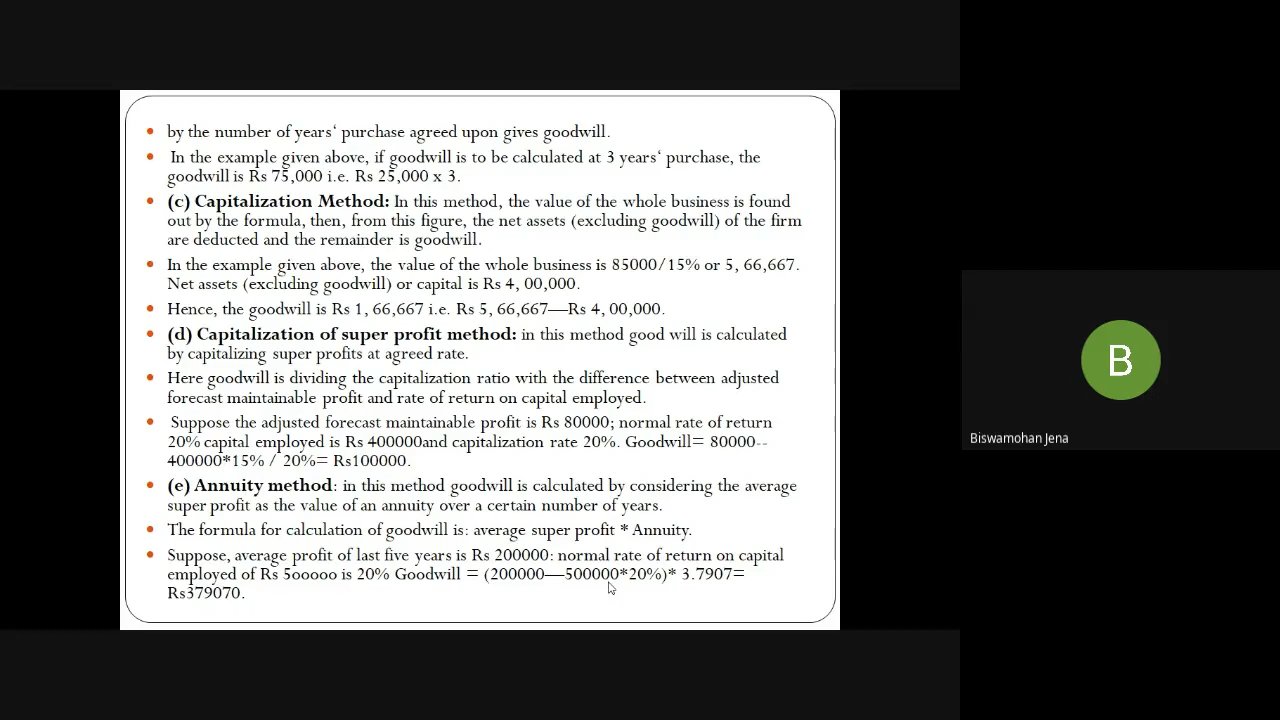 • by the number of years‘ purchase agreed upon gives goodwill.
• In the example given above, if goodwill is to be calculated at 3 years‘ purchase, the
goodwill is Rs 75,000 i.e. Rs 25,000 x 3.
• (c) Capitalization Method: In this method, the value of the whole business is found
out by the formula, then, from this figure, the net assets (excluding goodwill) of the firm
are deducted and the remainder is goodwill.
• In the example given above, the value of the whole business is 85000/15% or 5, 66,667.
Net assets (excluding goodwill) or capital is Rs 4, 00,000.
• Hence, the goodwill is Rs 1, 66,667 i.e. Rs 5, 66,667—Rs 4, 00,000.
• (d) Capitalization of super profit method: in this method good will is calculated
by capitalizing super profits at agreed rate.
• Here goodwill is dividing the capitalization ratio with the difference between adjusted
forecast maintainable profit and rate of return on capital employed.
• Suppose the adjusted forecast maintainable profit is Rs 80000; normal rate of return
20% capital employed is Rs 400000and capitalization rate 20%. Goodwill= 80000--
400000*15% / 20%= Rs100000.
• (e) Annuity method: in this method goodwill is calculated by considering the average
super profit as the value of an annuity over a certain number of years.
• The formula for calculation of goodwill is: average super profit * Annuity.
• Suppose, average profit of last five years is Rs 200000: normal rate of return on capital
employed of Rs 5ooooo is 20% Goodwill = (200000—500000*20%)* 3.7907=
Rs379070.
B
Biswamohan Jena